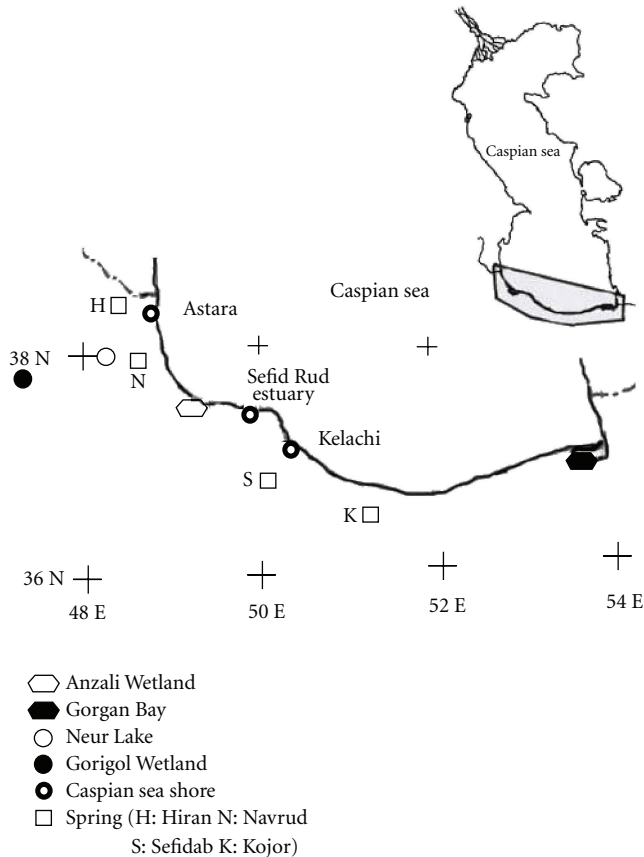 Caspian sea
Caspian sea
H
Astara
38 N
N
Sefid Rud
estuary
Kelachi
S
K
36 N
48 E
50 E
52 E
54 E
Anzali Wetland
Gorgan Bay
Neur Lake
Gorigol Wetland
Caspian sea shore
Spring (H: Hiran N: Navrud
S: Sefidab K: Kojor)